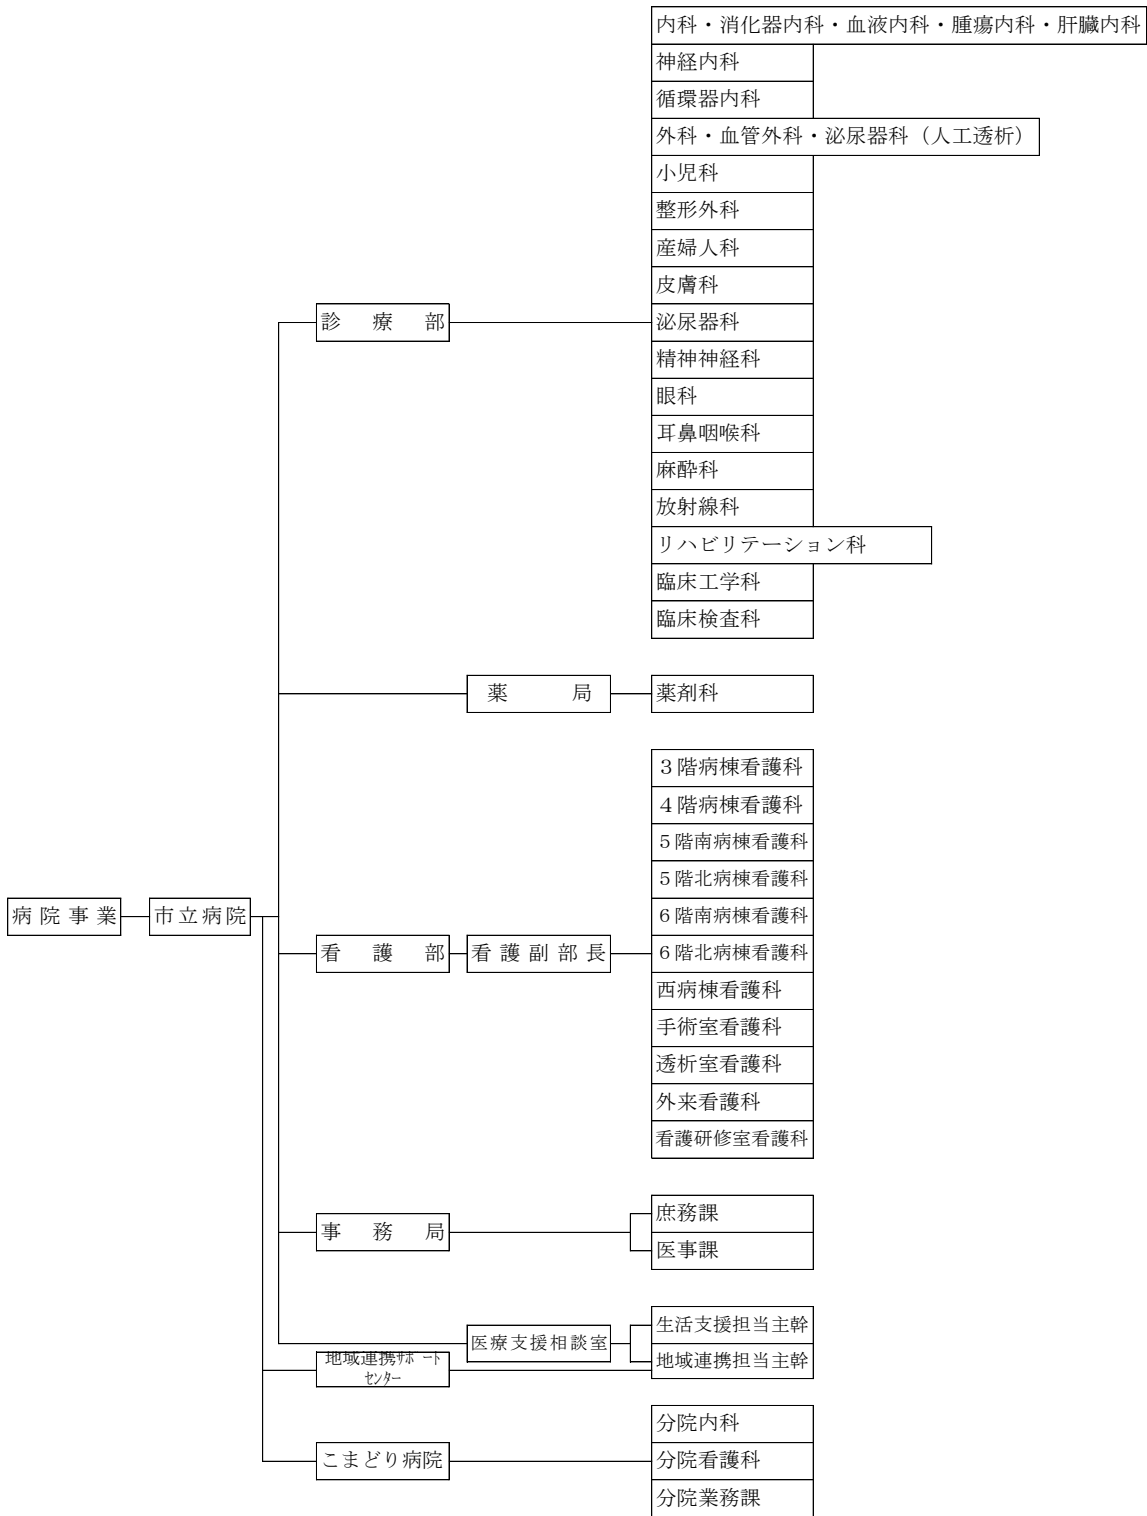 内科・消化器内科・血液内科・腫瘍内科・肝臓内科
神経内科
循環器内科
外科・血管外科・泌尿器科（人工透析）
小児科
整形外科
産婦人科
皮膚科
診療部
泌尿器科
精神神経科
眼科
耳鼻咽喉科
麻酔科
放射線科
リハビリテーション科
臨床工学科
臨床検査科
薬局
薬剤科
３階病棟看護科
４階病棟看護科
５階南病棟看護科
５階北病棟看護科
病院事業
市立病院
６階南病棟看護科
看護部
看護副部長
６階北病棟看護科
西病棟看護科
手術室看護科
透析室看護科
外来看護科
看護研修室看護科
事務局
庶務課
医事課
医療支援相談室
生活支援担当主幹
地域連携ｻﾎﾟｰﾄ
ｾﾝﾀｰ
地域連携担当主幹
分院内科
こまどり病院
分院看護科
分院業務課